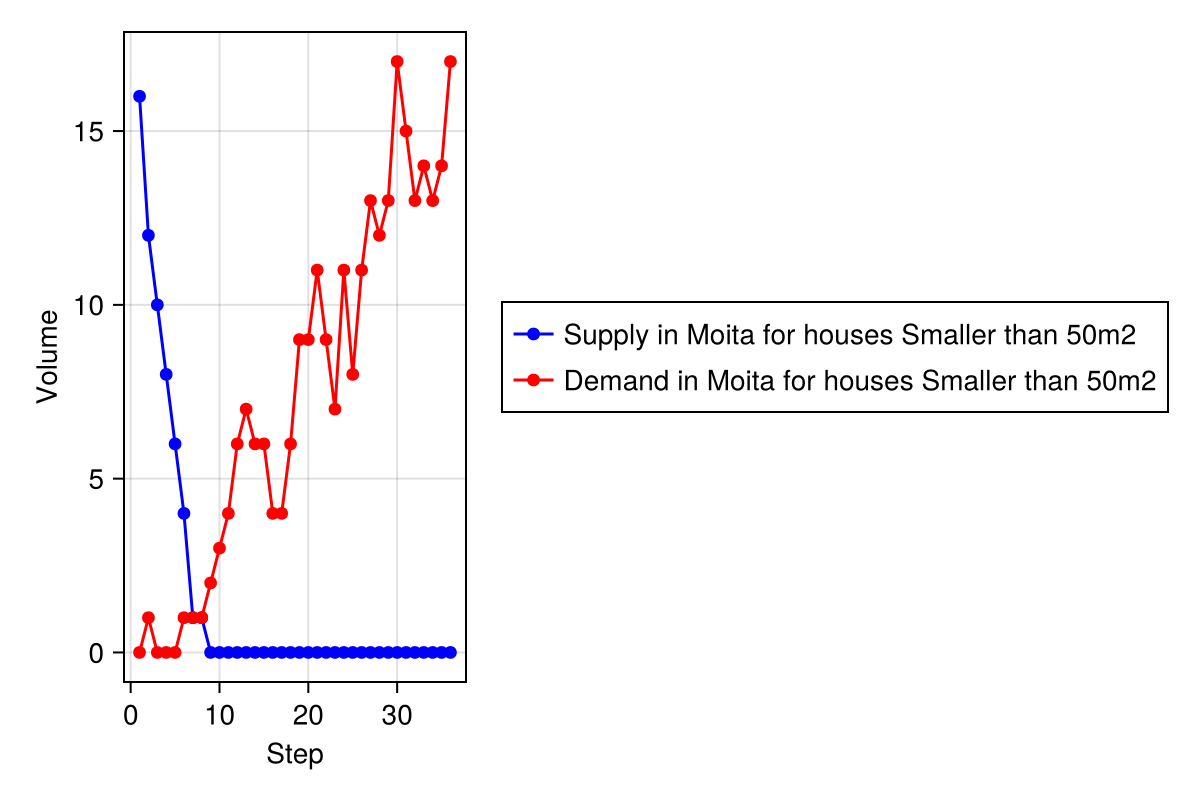 15
10
5
0
Volume
0 10 20 30
Step
Supply in Moita for houses Smaller than 50m2
Demand in Moita for houses Smaller than 50m2